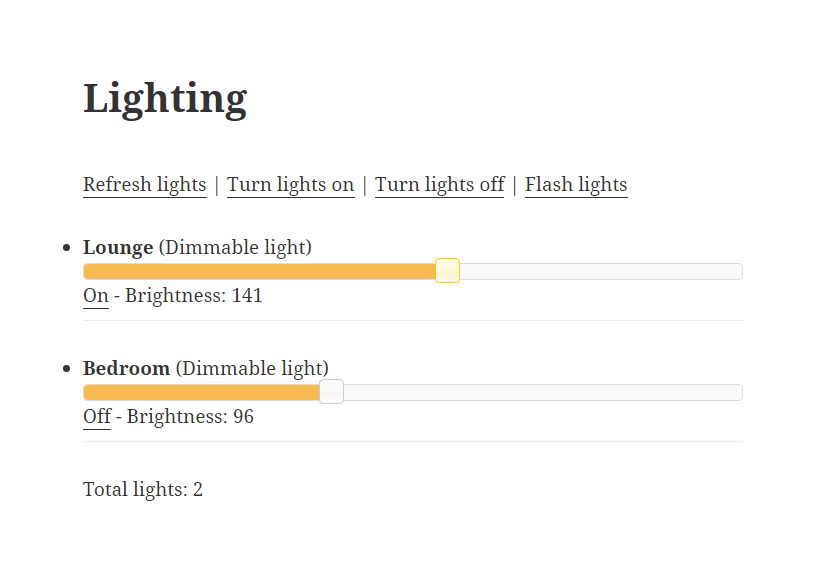 Lighting
Refresh lights | Turn lights on | Turn lights off | Flash lights
Lounge (Dimmable light)
On - Brightness: 141
Bedroom (Dimmable light)
Off - Brightness: 96
Total lights: 2